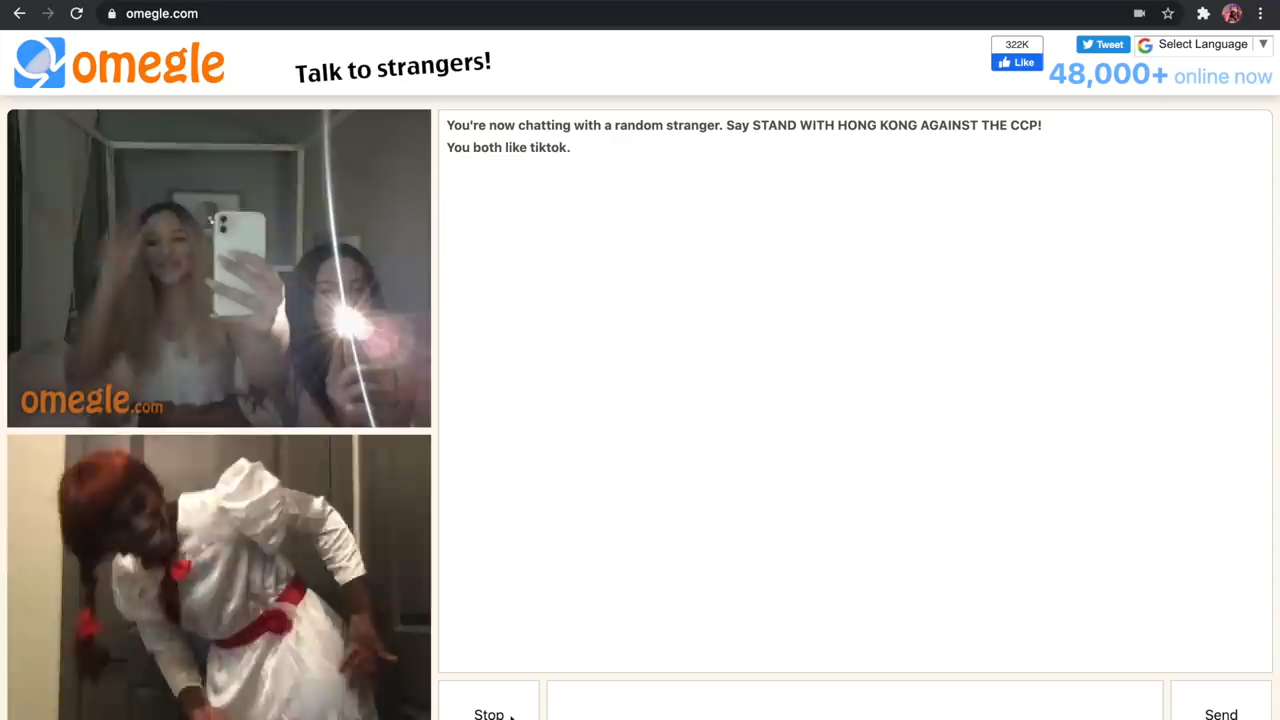 omegle.com
omegle
Talk to strangers!
322K
Like
Tweet
Select Language
48,000+ online now
You're now chatting with a random stranger. Say STAND WITH HONG KONG AGAINST THE CCP!
You both like tiktok.
omegle.com
Stop
Send